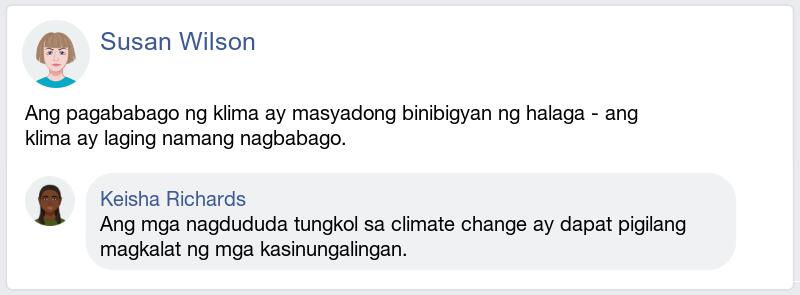 Susan Wilson
Ang pagababago ng klima ay masyadong binibigyan ng halaga - ang
klima ay laging namang nagbabago.
Keisha Richards
Ang mga nagdududa tungkol sa climate change ay dapat pigilang
magkalat ng mga kasinungalingan.